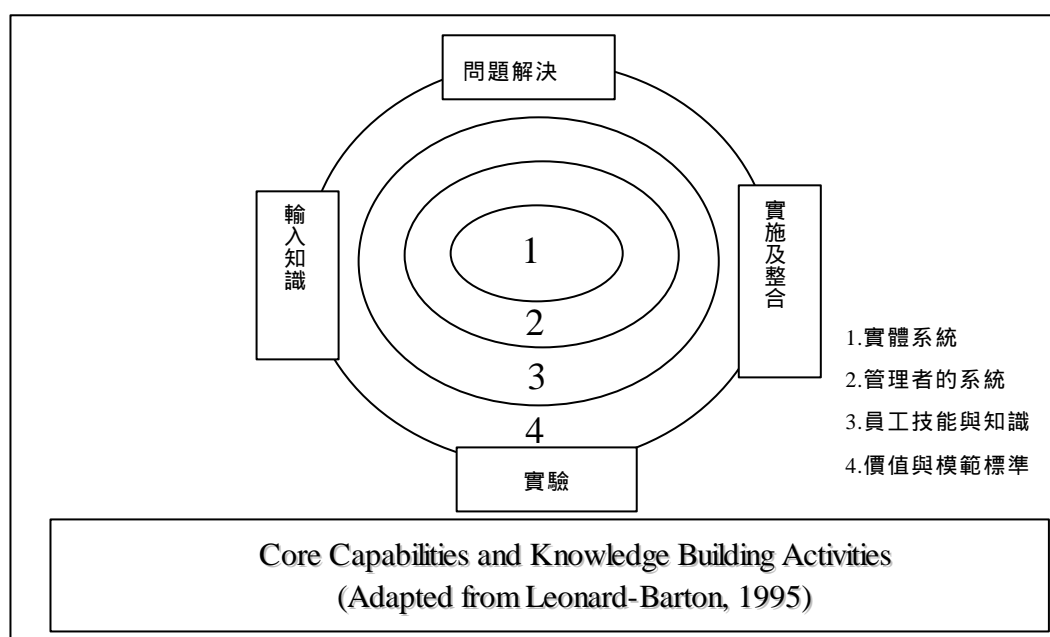 問題解決
輸入知識
實施及整合
1
2
3
4
1.實體系統
2.管理者的系統
3.員工技能與知識
4.價值與模範標準
實驗
Core Capabilities and Knowledge Building Activities
(Adapted from Leonard-Barton, 1995)